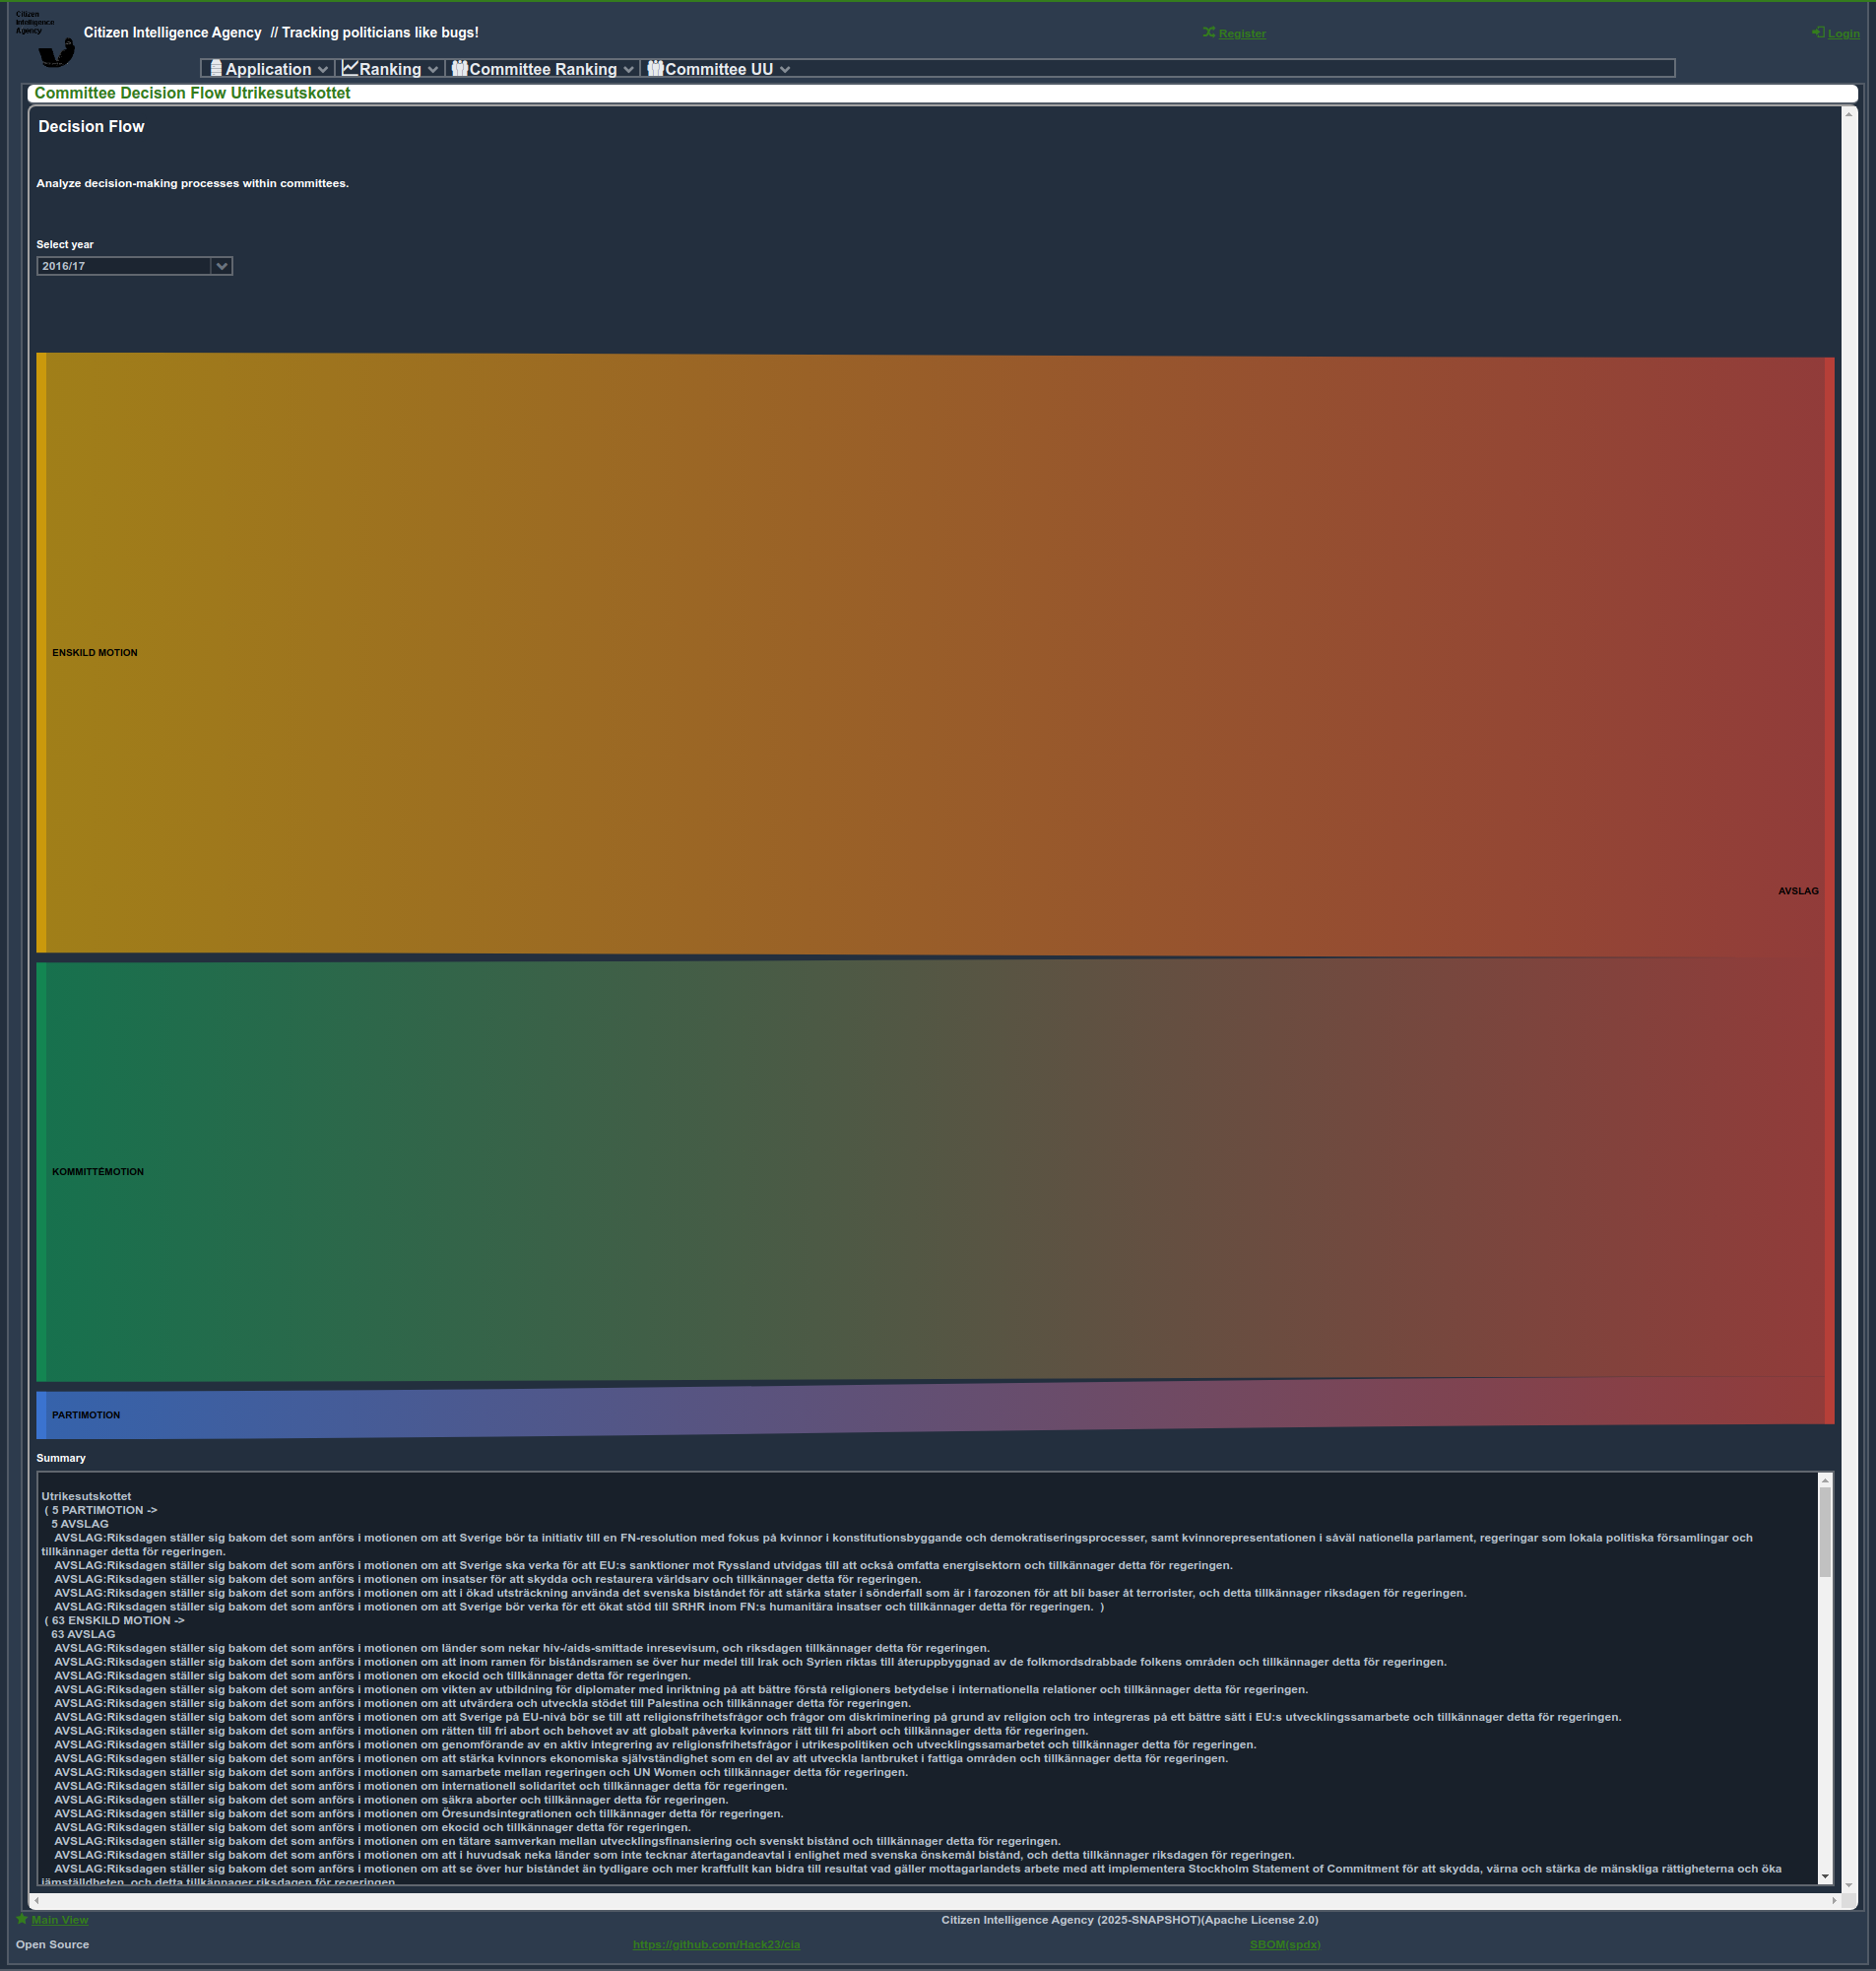 Citizen
Intelligence
Agency
Citizen Intelligence Agency // Tracking politicians like bugs!
Register
Login
Application
Ranking
Committee Ranking
Committee UU
Committee Decision Flow Utrikesutskottet
Decision Flow
Analyze decision-making processes within committees.
Select year
2016/17
ENSKILD MOTION
AVSLAG
KOMMITTÉMOTION
PARTIMOTION
Summary
Utrikesutskottet
( 5 PARTIMOTION ->
5 AVSLAG
AVSLAG:Riksdagen ställer sig bakom det som anförs i motionen om att Sverige bör ta initiativ till en FN-resolution med fokus på kvinnor i konstitutionsbyggande och demokratiseringsprocesser, samt kvinnorepresentationen i såväl nationella parlament, regeringar som lokala politiska församlingar och
tillkännager detta för regeringen.
AVSLAG:Riksdagen ställer sig bakom det som anförs i motionen om att Sverige ska verka för att EU:s sanktioner mot Ryssland utvidgas till att också omfatta energisektorn och tillkännager detta för regeringen.
AVSLAG:Riksdagen ställer sig bakom det som anförs i motionen om insatser för att skydda och restaurera världsarv och tillkännager detta för regeringen.
AVSLAG:Riksdagen ställer sig bakom det som anförs i motionen om att i ökad utsträckning använda det svenska biståndet för att stärka stater i sönderfall som är i farozonen för att bli baser åt terrorister, och detta tillkännager riksdagen för regeringen.
AVSLAG:Riksdagen ställer sig bakom det som anförs i motionen om att Sverige bör verka för ett ökat stöd till SRHR inom FN:s humanitära insatser och tillkännager detta för regeringen. )
( 63 ENSKILD MOTION ->
63 AVSLAG
AVSLAG:Riksdagen ställer sig bakom det som anförs i motionen om länder som nekar hiv-/aids-smittade inresevisum, och riksdagen tillkännager detta för regeringen.
AVSLAG:Riksdagen ställer sig bakom det som anförs i motionen om att inom ramen för biståndsramen se över hur medel till Irak och Syrien riktas till återuppbyggnad av de folkmordsdrabbade folkens områden och tillkännager detta för regeringen.
AVSLAG:Riksdagen ställer sig bakom det som anförs i motionen om ekocid och tillkännager detta för regeringen.
AVSLAG:Riksdagen ställer sig bakom det som anförs i motionen om vikten av utbildning för diplomater med inriktning på att bättre förstå religioners betydelse i internationella relationer och tillkännager detta för regeringen.
AVSLAG:Riksdagen ställer sig bakom det som anförs i motionen om att utvärdera och utveckla stödet till Palestina och tillkännager detta för regeringen.
AVSLAG:Riksdagen ställer sig bakom det som anförs i motionen om att Sverige på EU-nivå bör se till att religionsfrihetsfrågor och frågor om diskriminering på grund av religion och tro integreras på ett bättre sätt i EU:s utvecklingssamarbete och tillkännager detta för regeringen.
AVSLAG:Riksdagen ställer sig bakom det som anförs i motionen om rätten till fri abort och behovet av att globalt påverka kvinnors rätt till fri abort och tillkännager detta för regeringen.
AVSLAG:Riksdagen ställer sig bakom det som anförs i motionen om genomförande av en aktiv integrering av religionsfrihetsfrågor i utrikespolitiken och utvecklingssamarbetet och tillkännager detta för regeringen.
AVSLAG:Riksdagen ställer sig bakom det som anförs i motionen om att stärka kvinnors ekonomiska självständighet som en del av att utveckla lantbruket i fattiga områden och tillkännager detta för regeringen.
AVSLAG:Riksdagen ställer sig bakom det som anförs i motionen om samarbete mellan regeringen och UN Women och tillkännager detta för regeringen.
AVSLAG:Riksdagen ställer sig bakom det som anförs i motionen om internationell solidaritet och tillkännager detta för regeringen.
AVSLAG:Riksdagen ställer sig bakom det som anförs i motionen om säkra aborter och tillkännager detta för regeringen.
AVSLAG:Riksdagen ställer sig bakom det som anförs i motionen om Öresundsintegrationen och tillkännager detta för regeringen.
AVSLAG:Riksdagen ställer sig bakom det som anförs i motionen om ekocid och tillkännager detta för regeringen.
AVSLAG:Riksdagen ställer sig bakom det som anförs i motionen om en tätare samverkan mellan utvecklingsfinansiering och svenskt bistånd och tillkännager detta för regeringen.
AVSLAG:Riksdagen ställer sig bakom det som anförs i motionen om att i huvudsak neka länder som inte tecknar återtagandeavtal i enlighet med svenska önskemål bistånd, och detta tillkännager riksdagen för regeringen.
AVSLAG:Riksdagen ställer sig bakom det som anförs i motionen om att se över hur biståndet än tydligare och mer kraftfullt kan bidra till resultat vad gäller mottagarlandets arbete med att implementera Stockholm Statement of Commitment för att skydda, värna och stärka de mänskliga rättigheterna och öka
jämställdheten, och detta tillkännager riksdagen för regeringen.
Main View
Citizen Intelligence Agency (2025-SNAPSHOT)(Apache License 2.0)
Open Source
https://github.com/Hack23/cia
SBOM(spdx)